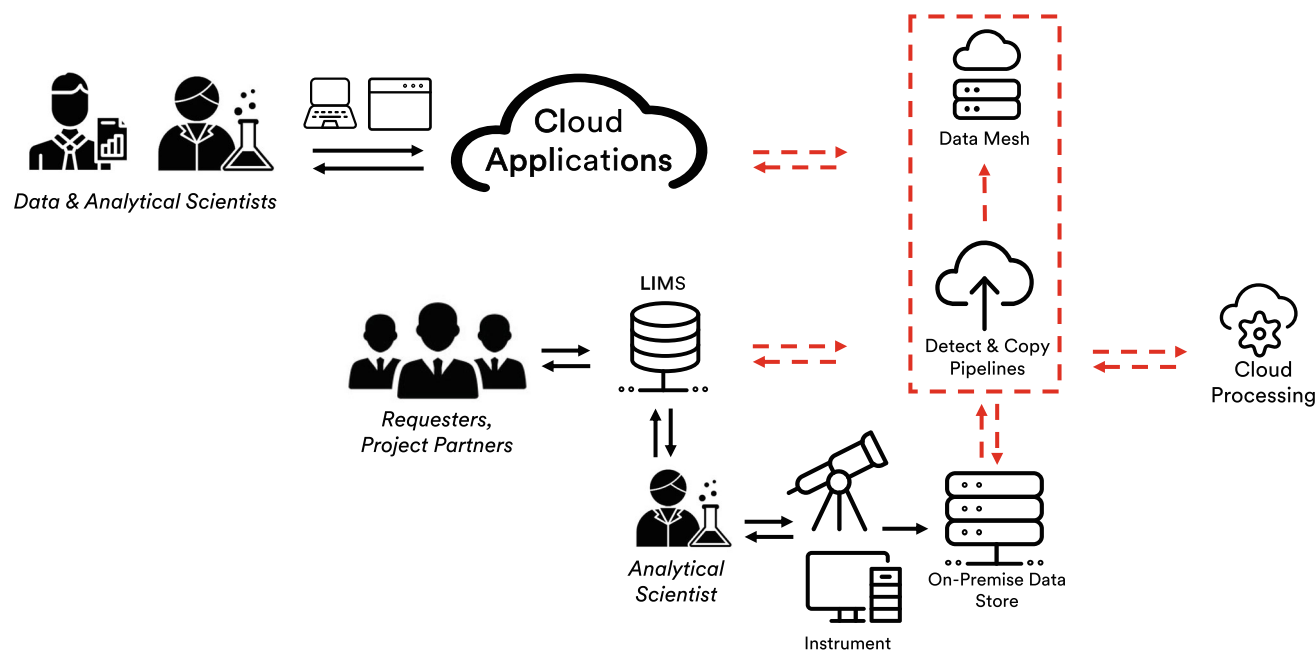 Cloud
Applications
Data & Analytical Scientists
Data Mesh
LIMS
Detect & Copy
Pipelines
Cloud
Processing
Requesters,
Project Partners
Analytical
Scientist
On-Premise Data
Store
Instrument